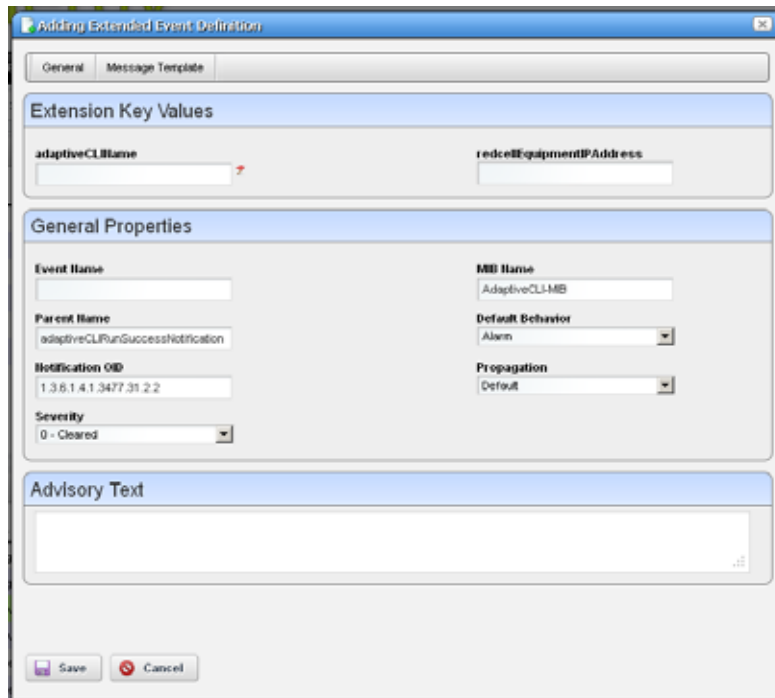 Adding Extended Event Definition
General Message Template
Extension Key Values
adaptiveCLIName redcellEquipmentIPAddress
?
General Properties
Event Name MIB Name
AdaptiveCLI-MIB
Parent Name Default Behavior
adaptiveCLIRunSuccessNotification Alarm
Notification OID Propagation
1.3.6.1.4.1.3477.31.2.2 Default
Severity
0 - Cleared
Advisory Text
Save Cancel